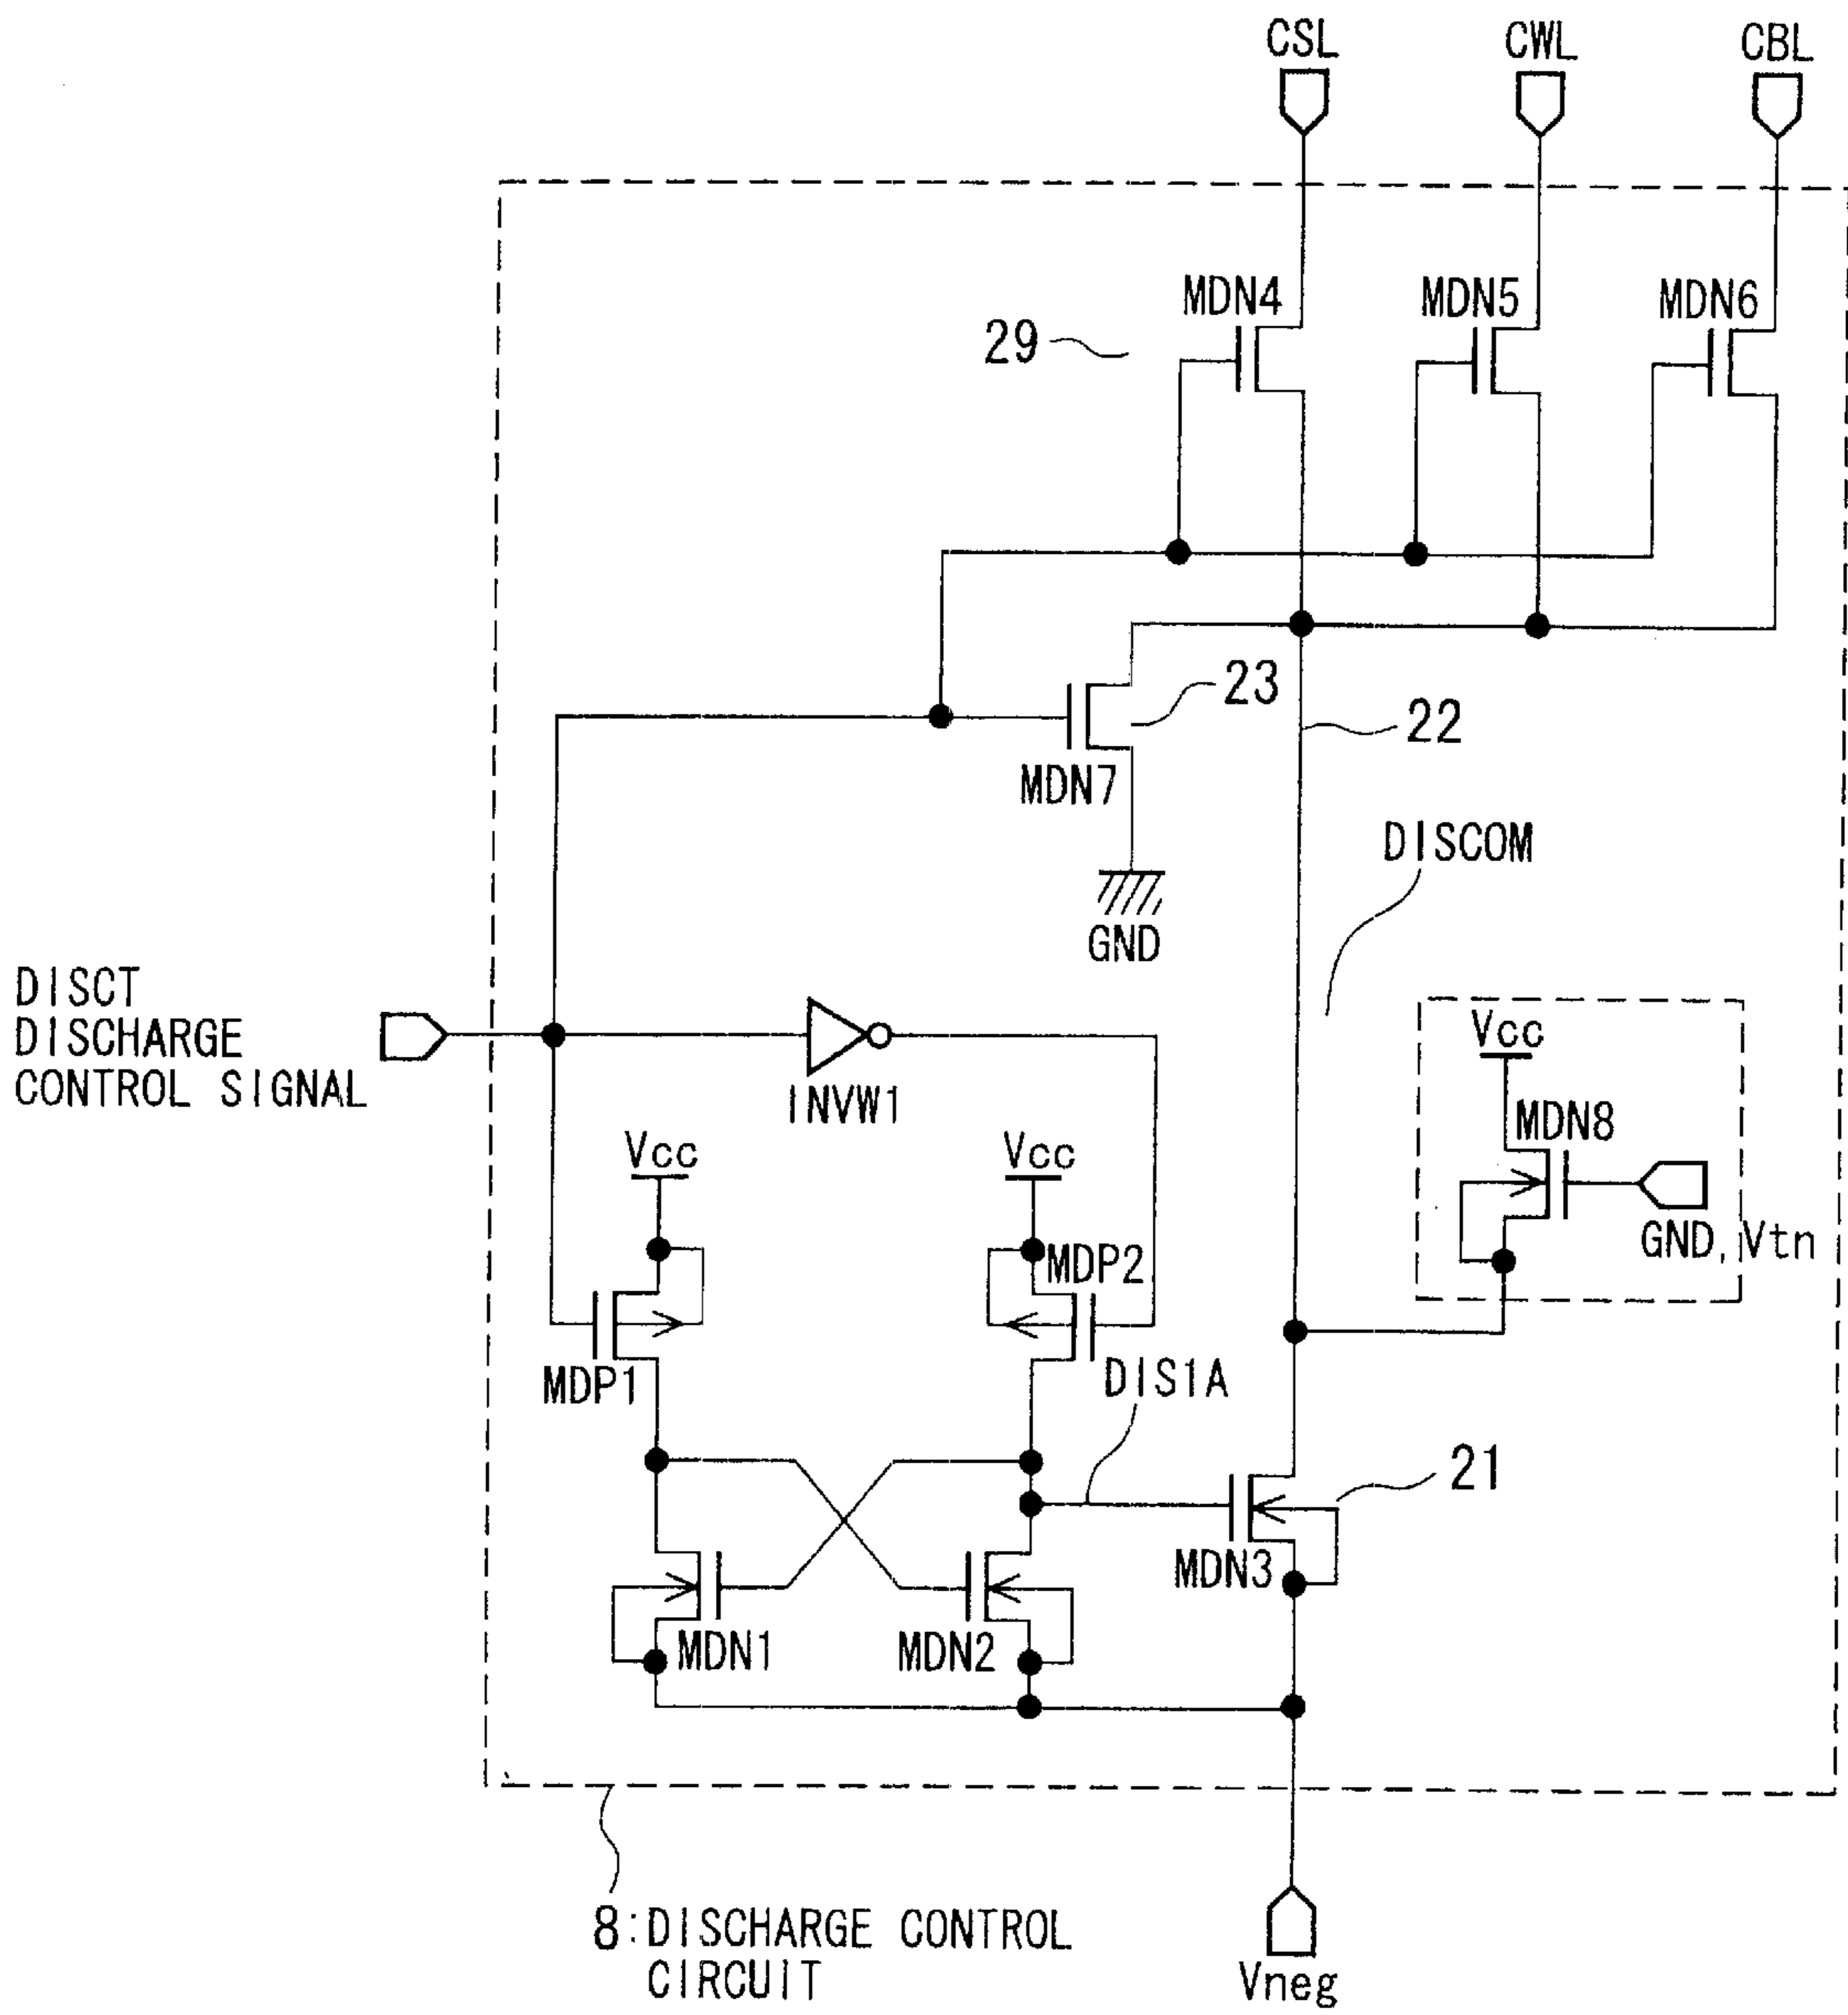 CSL
CWL
CBL
MDN4
MDN5
MDN6
29
23
22
MDN7
DISCOM
GND
DISCT
DISCHARGE
CONTROL SIGNAL
INVW1
Vcc
MDN8
GND, Vtn
Vcc
Vcc
MDP2
MDP1
DIS1A
21
MDN3
MDN1
MDN2
8:DISCHARGE CONTROL
CIRCUIT
Vneg